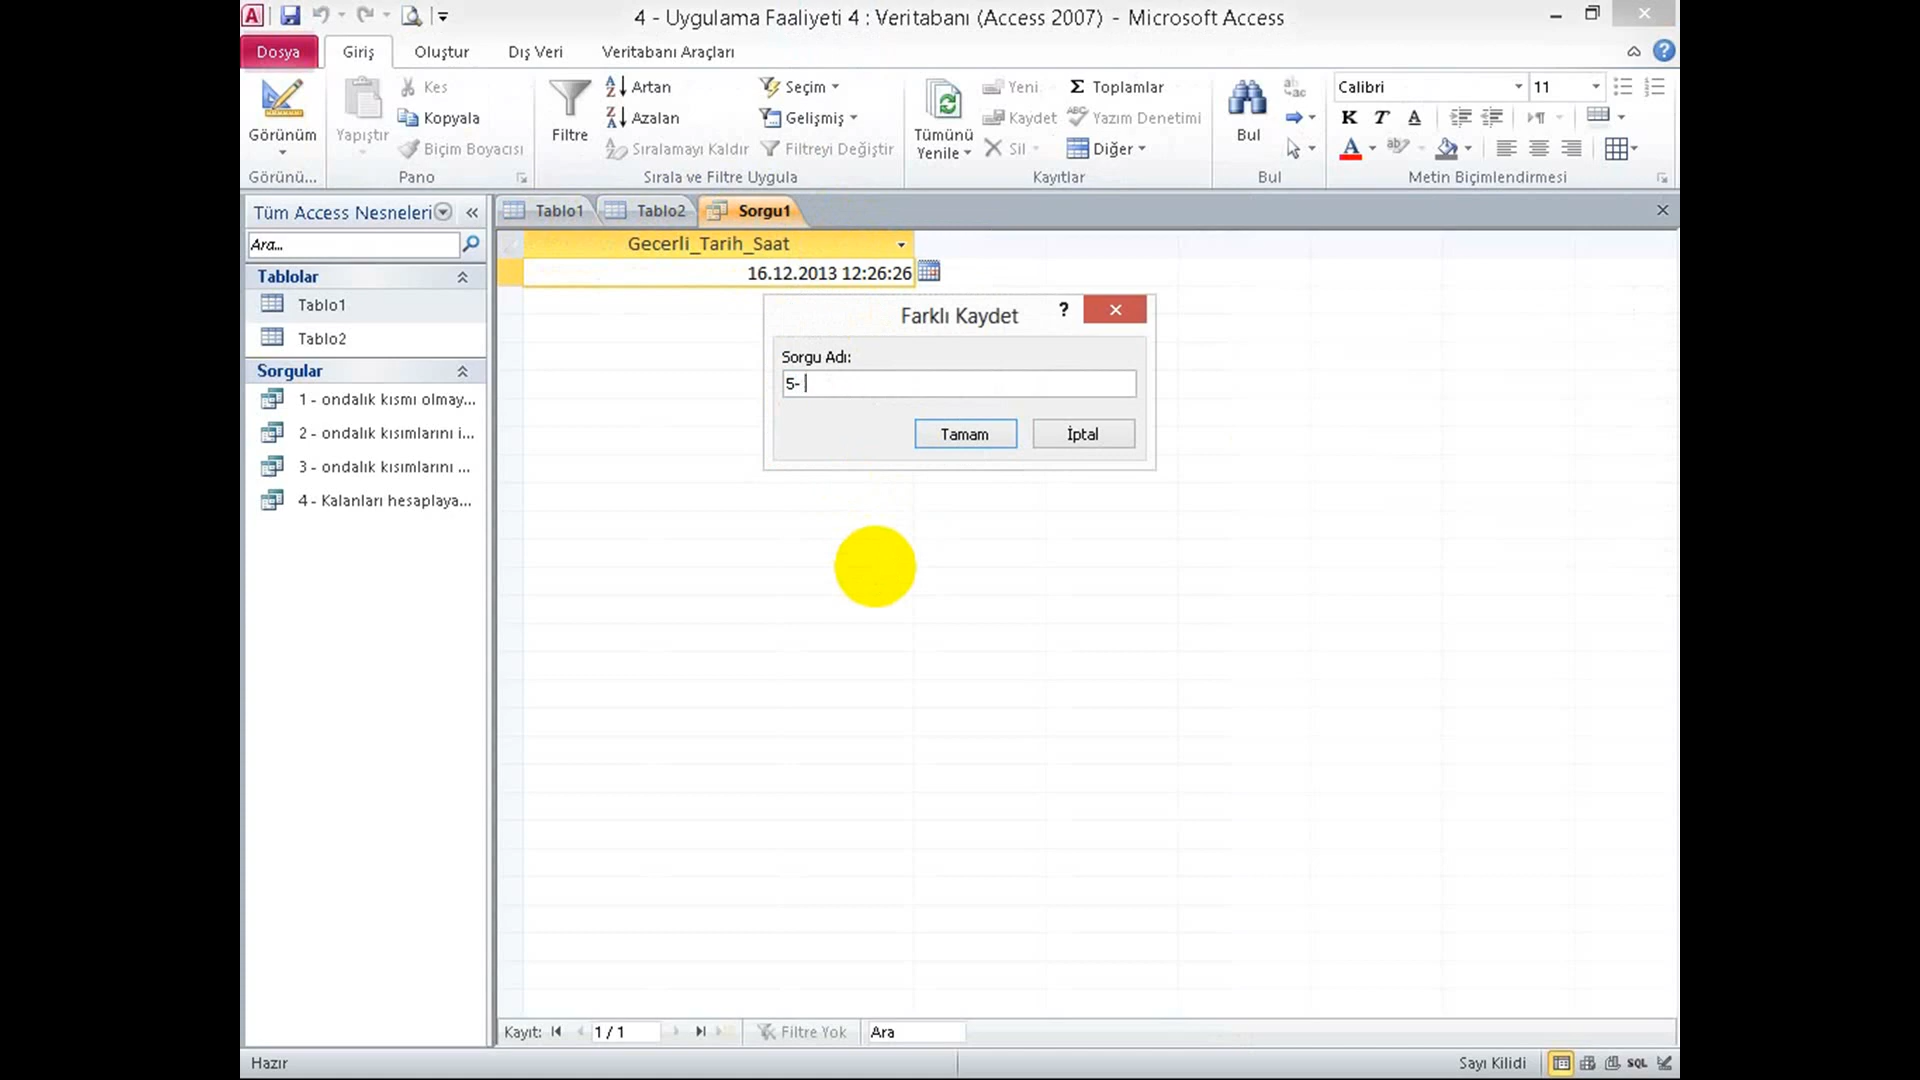 4 - Uygulama Faaliyeti 4 : Veritabanı (Access 2007) - Microsoft Access
Dosya Giriş Oluştur Dış Veri Veritabanı Araçları
Görünüm
Yapıştır
Kes
Kopyala
Biçim Boyacısı
Filtre
Artan
Azalan
Sıralamayı Kaldır
Seçim
Gelişmiş
Filtreyi Değiştir
Tümünü
Yenile
Yeni
Kaydet
Sil
Toplamlar
Yazım Denetimi
Diğer
Bul
Calibri 11
K T A
Görünü... Pano Sırala ve Filtre Uygula Kayıtlar Bul Metin Biçimlendirmesi
Tüm Access Nesneleri
Ara...
Tablolar
Tablo1
Tablo2
Sorgular
1 - ondalık kısmı olmay...
2 - ondalık kısımlarını i...
3 - ondalık kısımlarını ...
4 - Kalanları hesaplaya...
Tablo1 Tablo2 Sorgu1
Gecerli_Tarih_Saat
16.12.2013 12:26:26
Farklı Kaydet
Sorgu Adı:
5-
Tamam İptal
Kayıt: 1 / 1 Filtre Yok Ara
Hazır Sayı Kilidi SQL